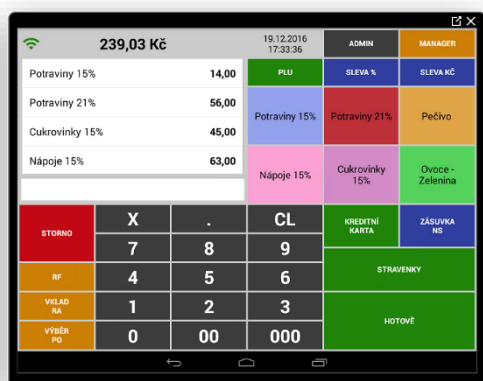 239,03 Kč
19.12.2016
17:33:36
ADMIN
MANAGER
Potraviny 15% 14,00
Potraviny 21% 56,00
Cukrovinky 15% 45,00
Nápoje 15% 63,00
PLU
SLEVA %
SLEVA KČ
Potraviny 15%
Potraviny 21%
Pečivo
Nápoje 15%
Cukrovinky
15%
Ovoce -
Zelenina
STORNO
X . CL
KREDITNÍ
KARTA
ZÁSUVKA
NS
7 8 9
RF
4 5 6
STRAVENKY
VKLAD
RA
1 2 3
HOTOVĚ
VÝBĚR
PO
0 00 000